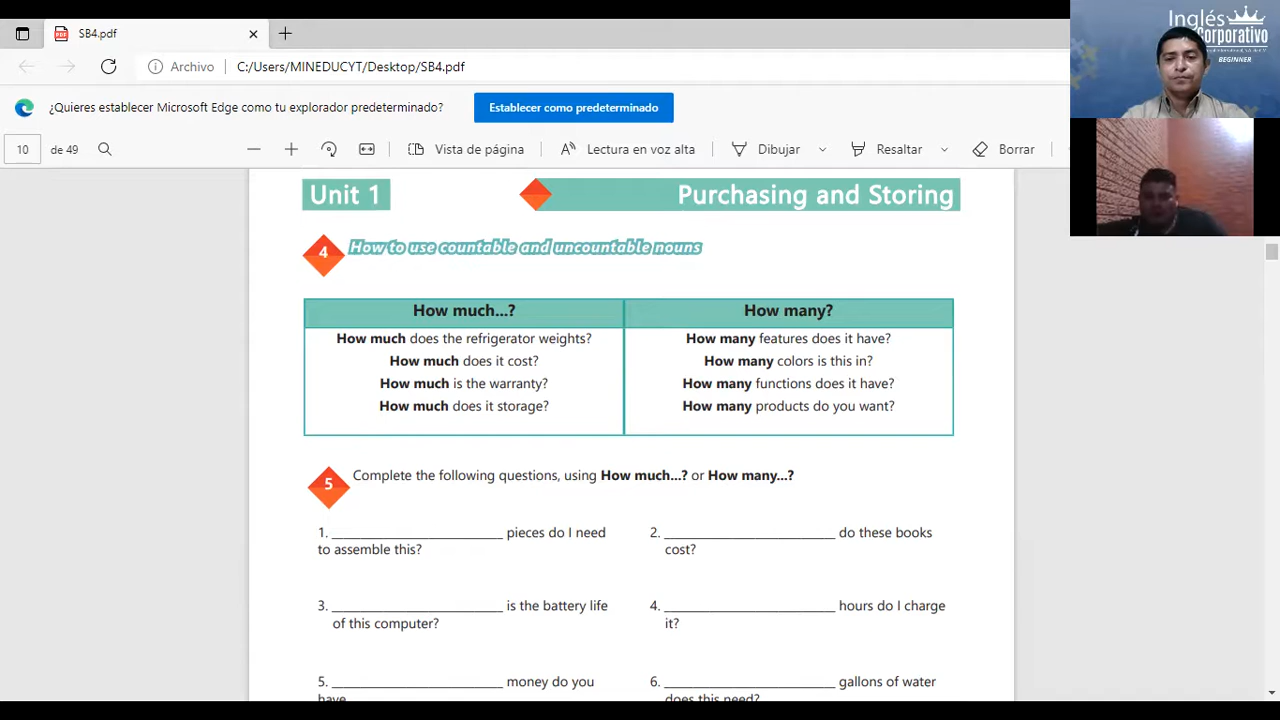 SB4.pdf
Archivo
C:/Users/MINEDUCYT/Desktop/SB4.pdf
¿Quieres establecer Microsoft Edge como tu explorador predeterminado?
Establecer como predeterminado
10
de 49
Vista de página
Lectura en voz alta
Dibujar
Resaltar
Borrar
Unit 1
Purchasing and Storing
4 How to use countable and uncountable nouns
How much...?
How many?
How much does the refrigerator weights?
How many features does it have?
How much does it cost?
How many colors is this in?
How much is the warranty?
How many functions does it have?
How much does it storage?
How many products do you want?
5 Complete the following questions, using How much...? or How many...?
1. ________________________ pieces do I need
to assemble this?
2. ________________________ do these books
cost?
3. ________________________ is the battery life
of this computer?
4. ________________________ hours do I charge
it?
5. ________________________ money do you
have
6. ________________________ gallons of water
does this need?
Inglés
Corporativo
BEGINNER